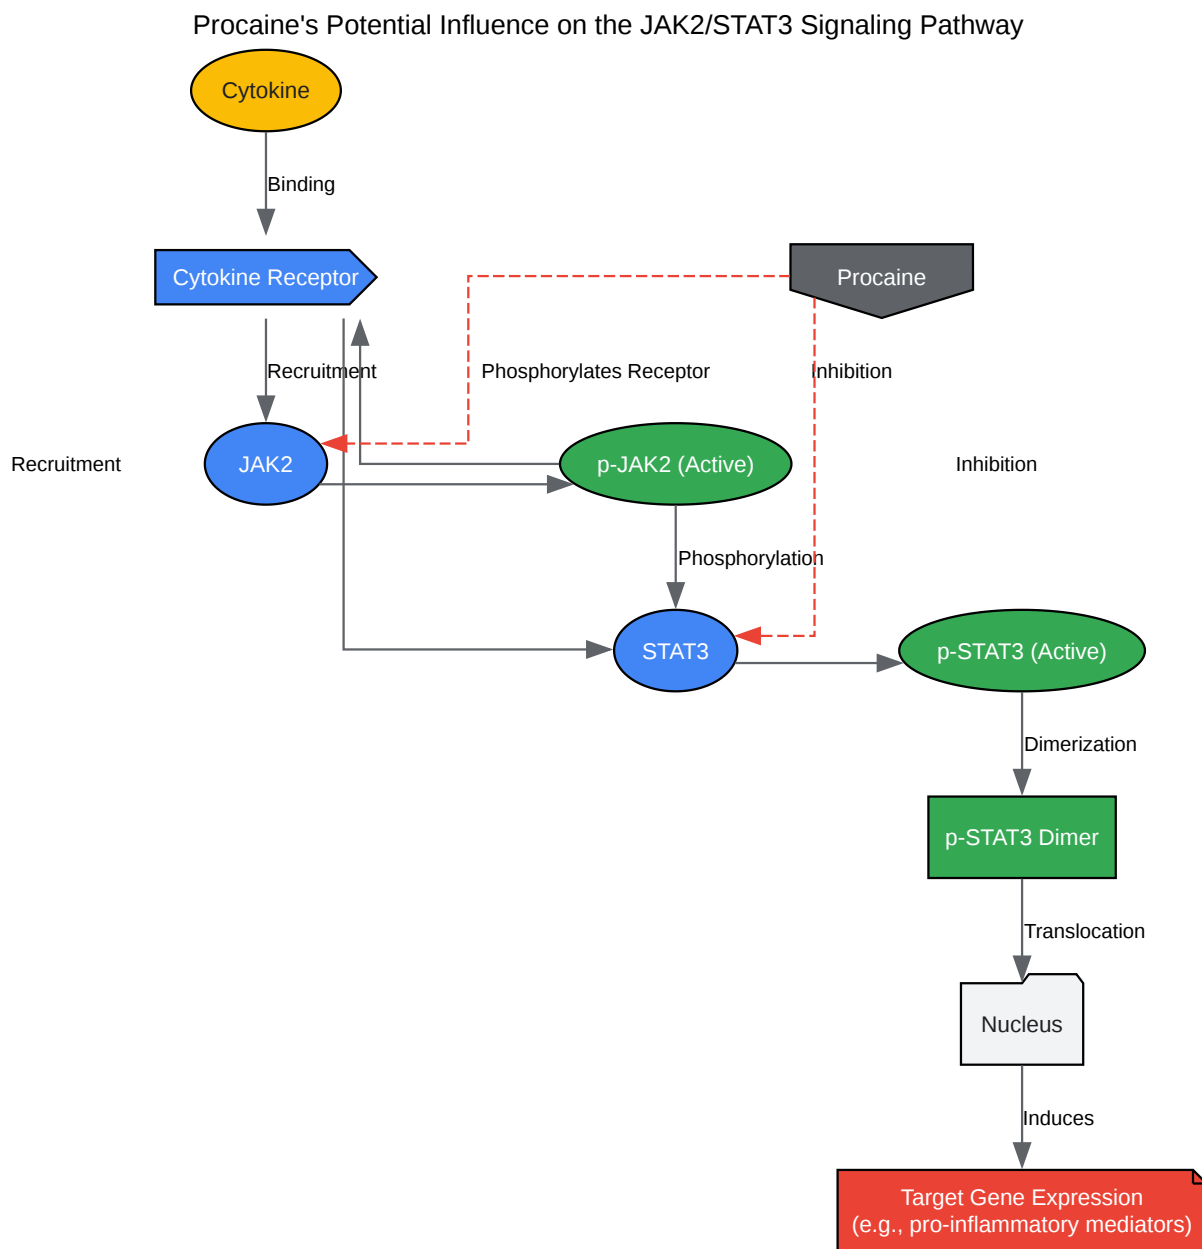 Procaine's Potential Influence on the JAK2/STAT3 Signaling Pathway
Cytokine
Binding
Cytokine Receptor
Procaine
Recruitment
Phosphorylates Receptor
Inhibition
Recruitment
JAK2
p-JAK2 (Active)
Inhibition
Phosphorylation
STAT3
p-STAT3 (Active)
Dimerization
p-STAT3 Dimer
Translocation
Nucleus
Induces
Target Gene Expression
(e.g., pro-inflammatory mediators)